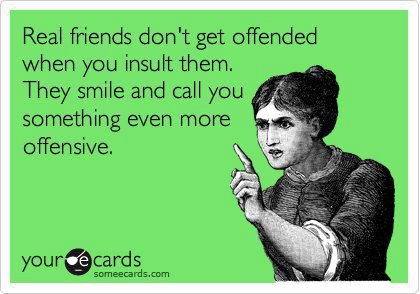 Real friends don't get offended
when you insult them.
They smile and call you
something even more
offensive.
your e cards
someecards.com